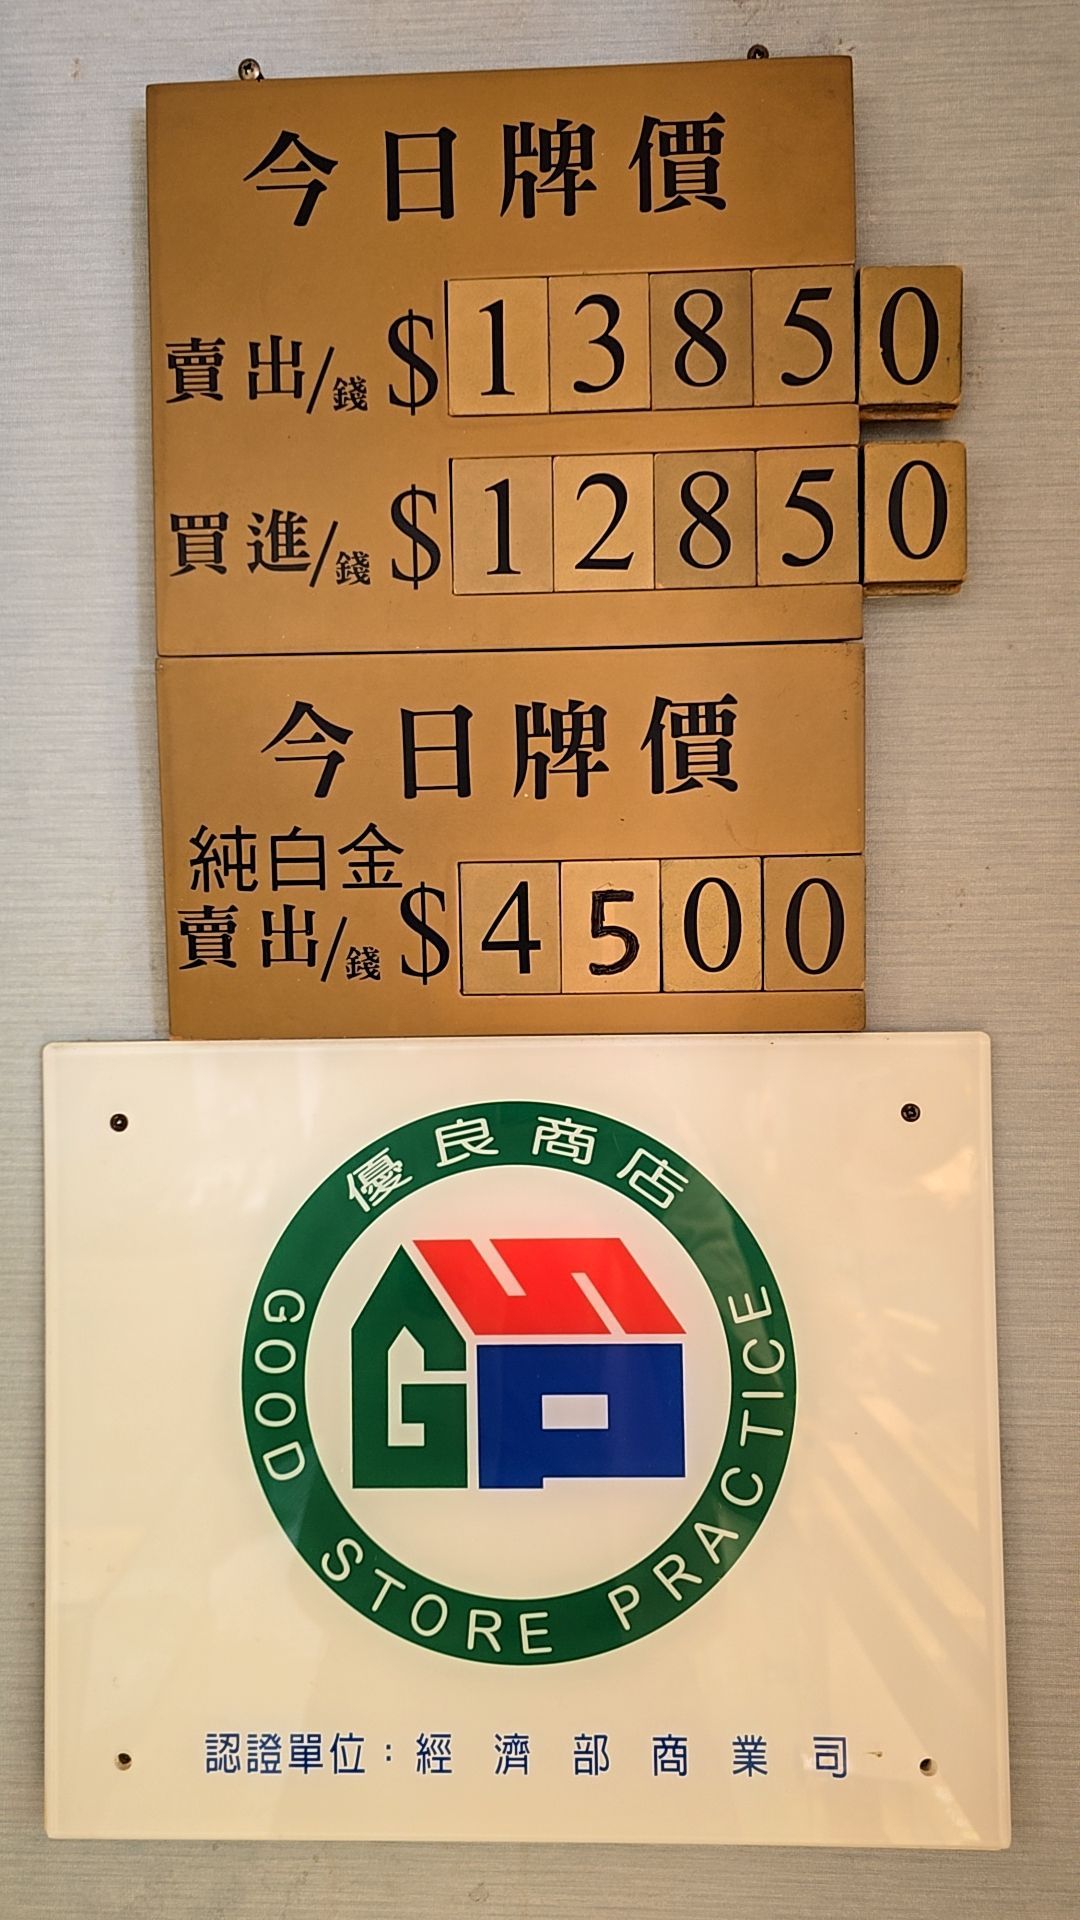 今日牌價
賣出/錢 $13850
買進/錢 $12850
今日牌價
純白金
賣出/錢 $4500
優良商店
GSP
GOOD STORE PRACTICE
認證單位：經濟部商業司